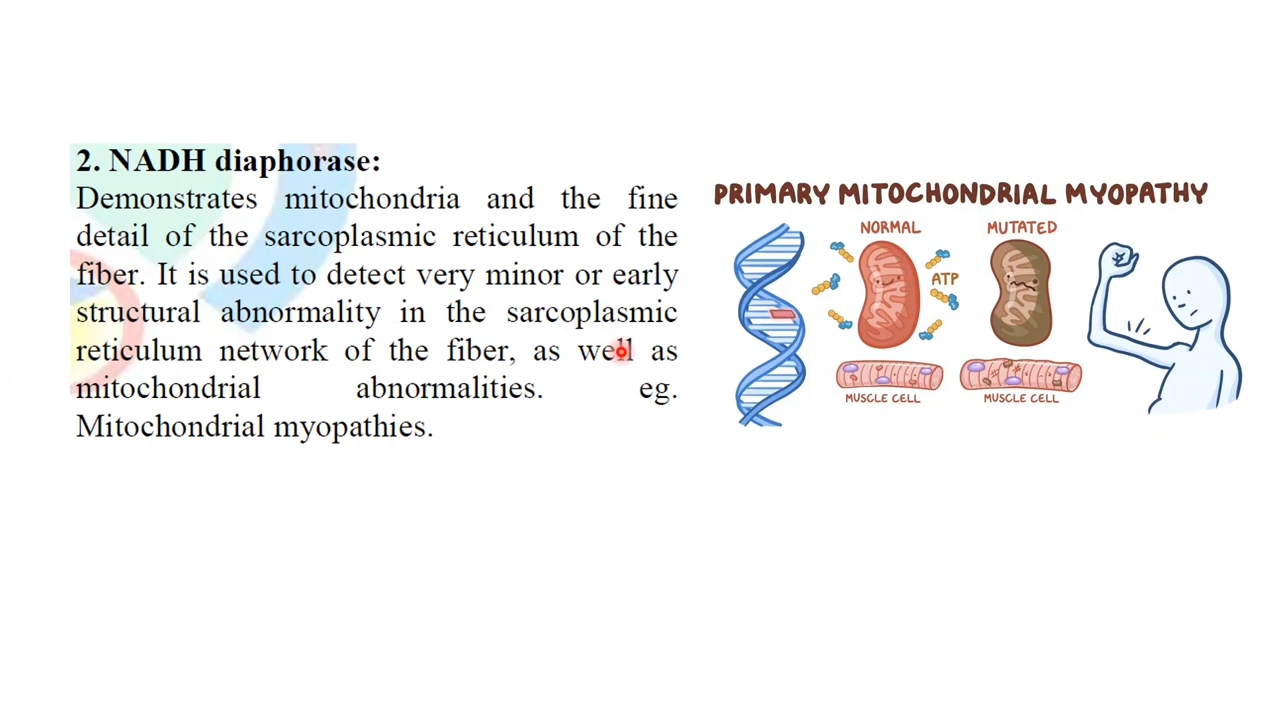 2. NADH diaphorase:
Demonstrates mitochondria and the fine
detail of the sarcoplasmic reticulum of the
fiber. It is used to detect very minor or early
structural abnormality in the sarcoplasmic
reticulum network of the fiber, as well as
mitochondrial abnormalities. eg.
Mitochondrial myopathies.
PRIMARY MITOCHONDRIAL MYOPATHY
NORMAL
MUTATED
ATP
MUSCLE CELL
MUSCLE CELL